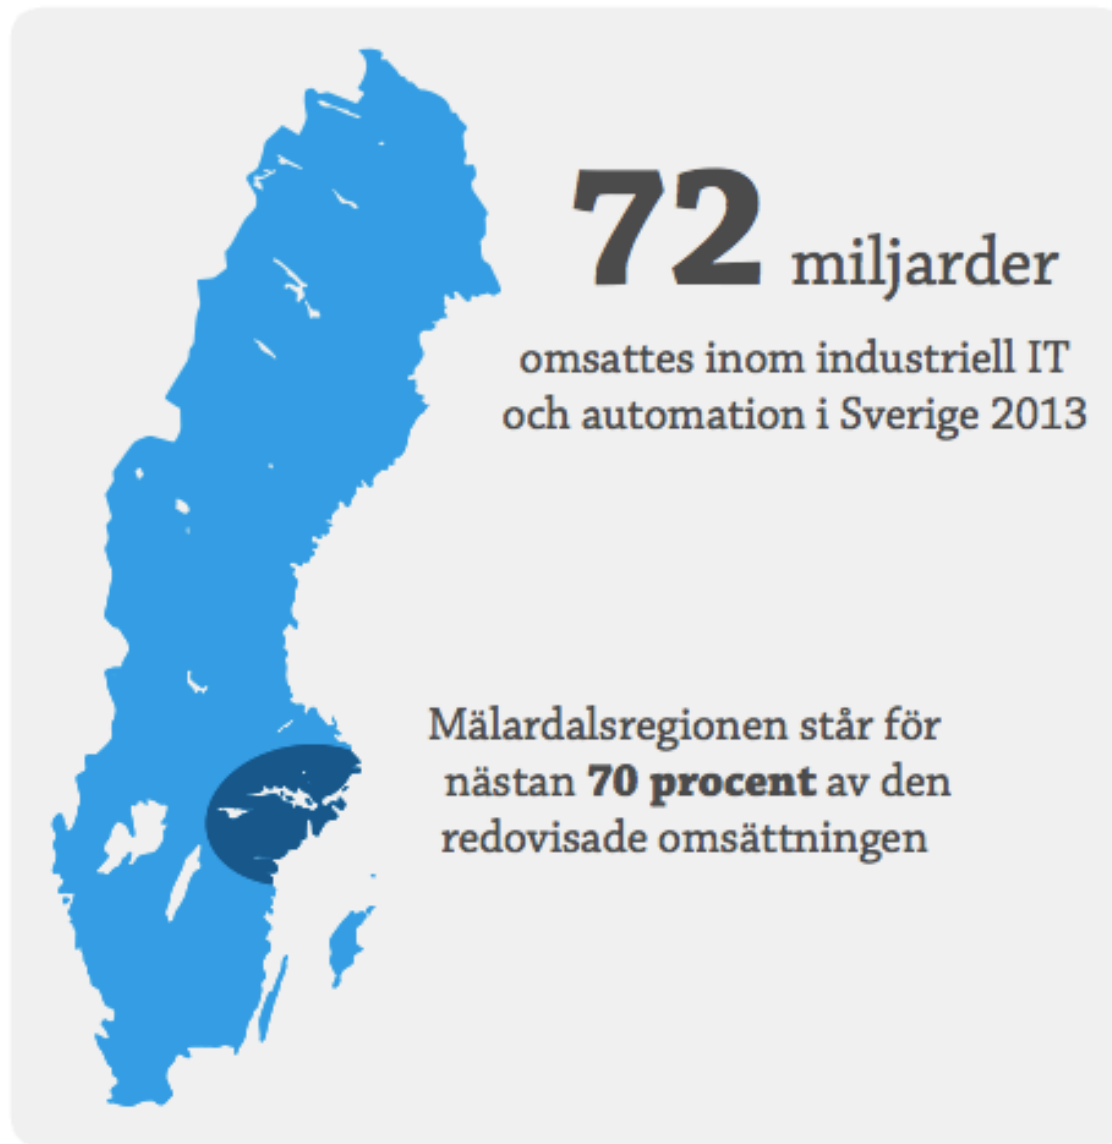 72 miljarder
omsattes inom industriell IT
och automation i Sverige 2013
Mälardalsregionen står för
nästan 70 procent av den
redovisade omsättningen